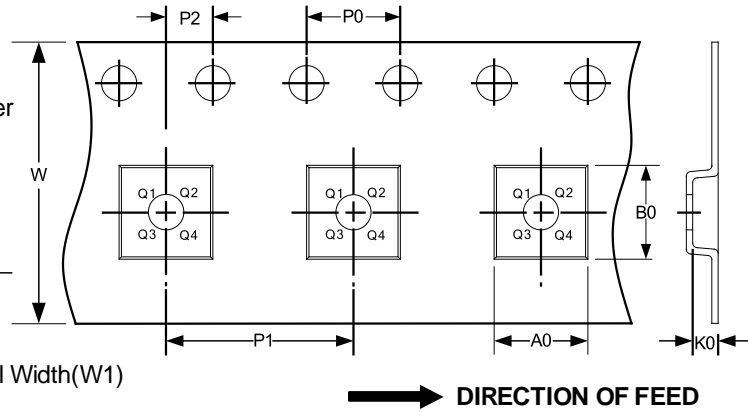 P2 P0
er
W
Q1 Q2 Q1 Q2 Q1 Q2
B0
Q3 Q4 Q3 Q4 Q3 Q4
P1 A0 K0
l Width(W1)
DIRECTION OF FEED